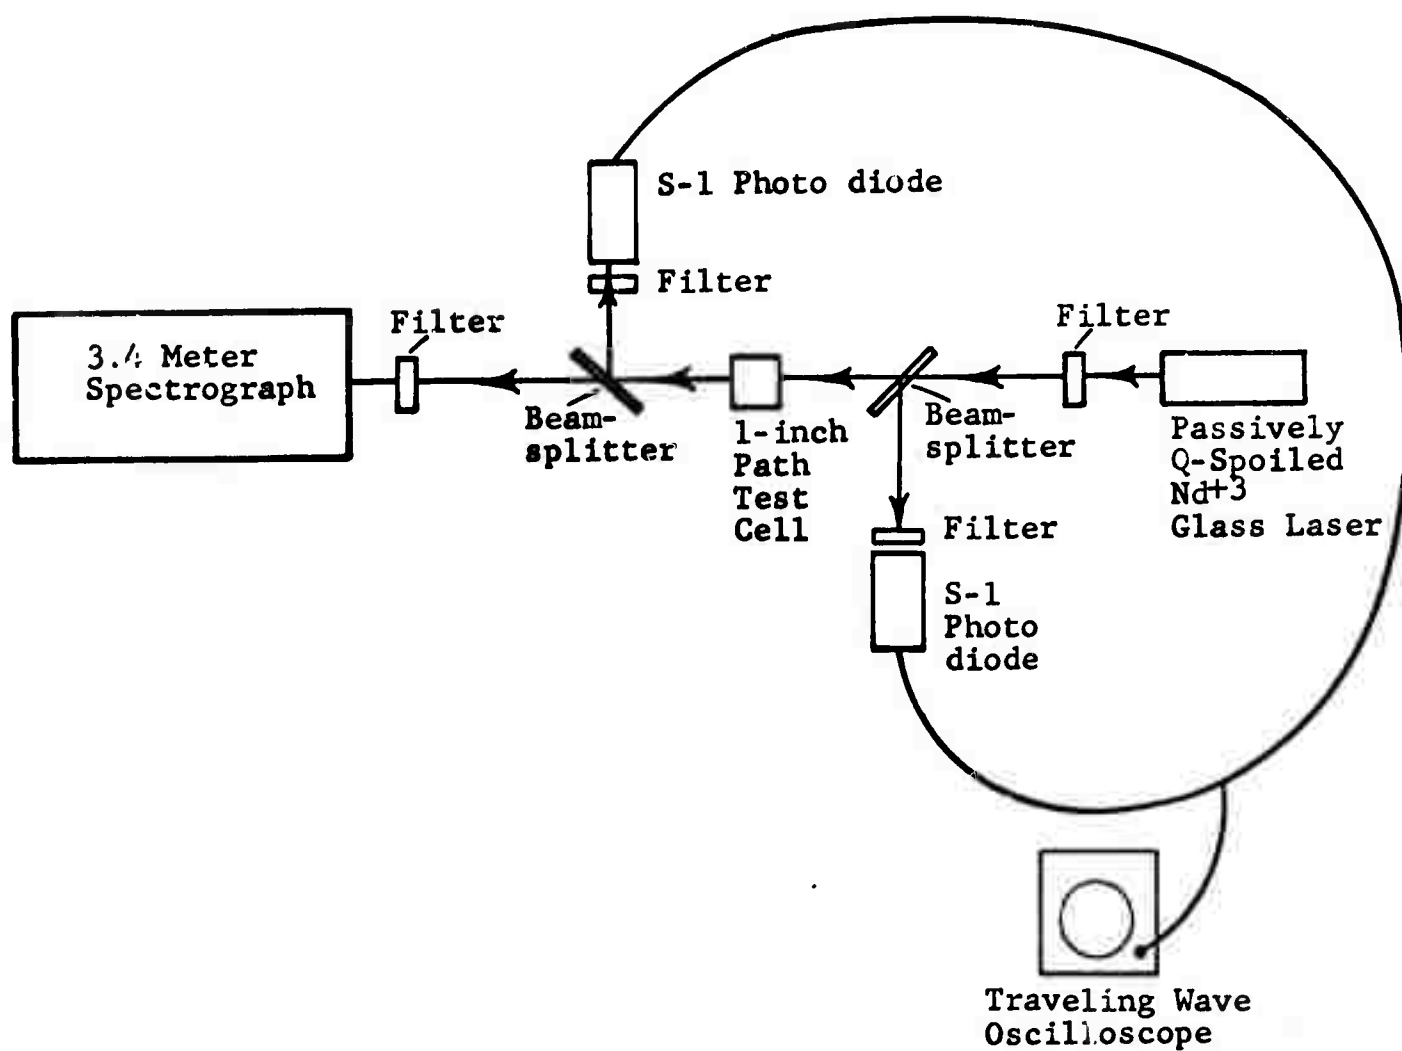 S-1 Photo diode
Filter
Filter
3.4 Meter
Spectrograph
Beam-
splitter
1-inch
Path
Test
Cell
Beam-
splitter
Filter
Passively
Q-Spoiled
Nd+3
Glass Laser
Filter
S-1
Photo
diode
Traveling Wave
Oscilloscope